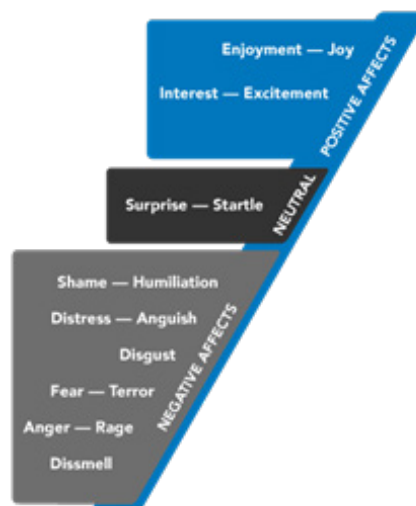 Enjoyment — Joy
Interest — Excitement
POSITIVE AFFECTS
Surprise — Startle
NEUTRAL
Shame — Humiliation
Distress — Anguish
Disgust
Fear — Terror
Anger — Rage
Dissmell
NEGATIVE AFFECTS